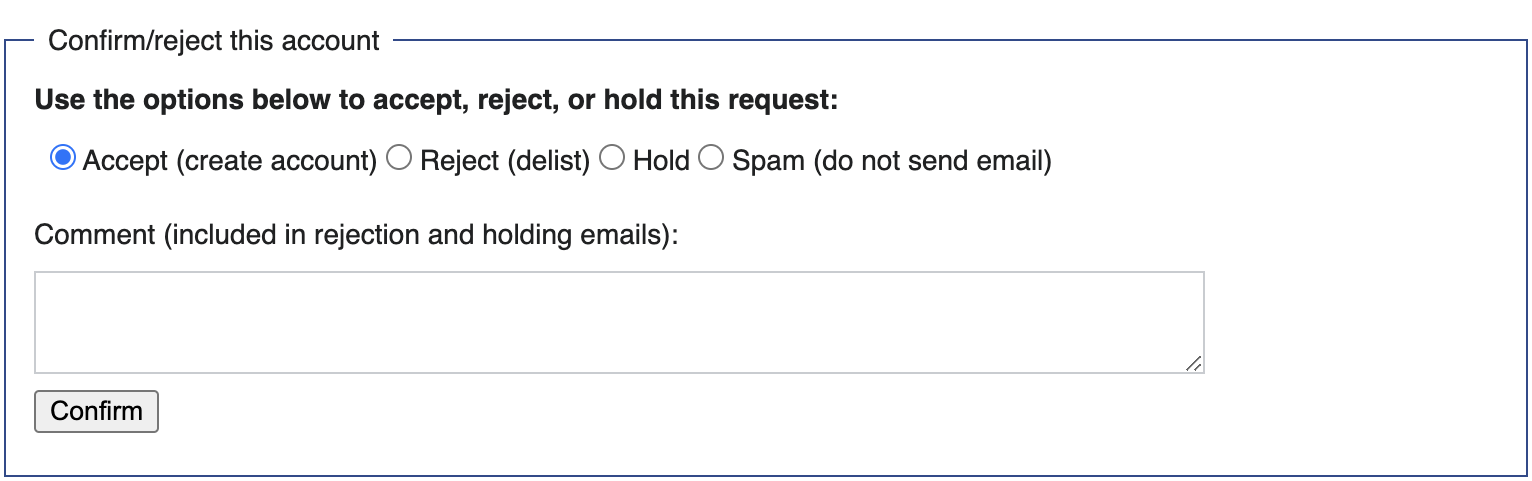 Confirm/reject this account
Use the options below to accept, reject, or hold this request:
Accept (create account) Reject (delist) Hold Spam (do not send email)
Comment (included in rejection and holding emails):
Confirm